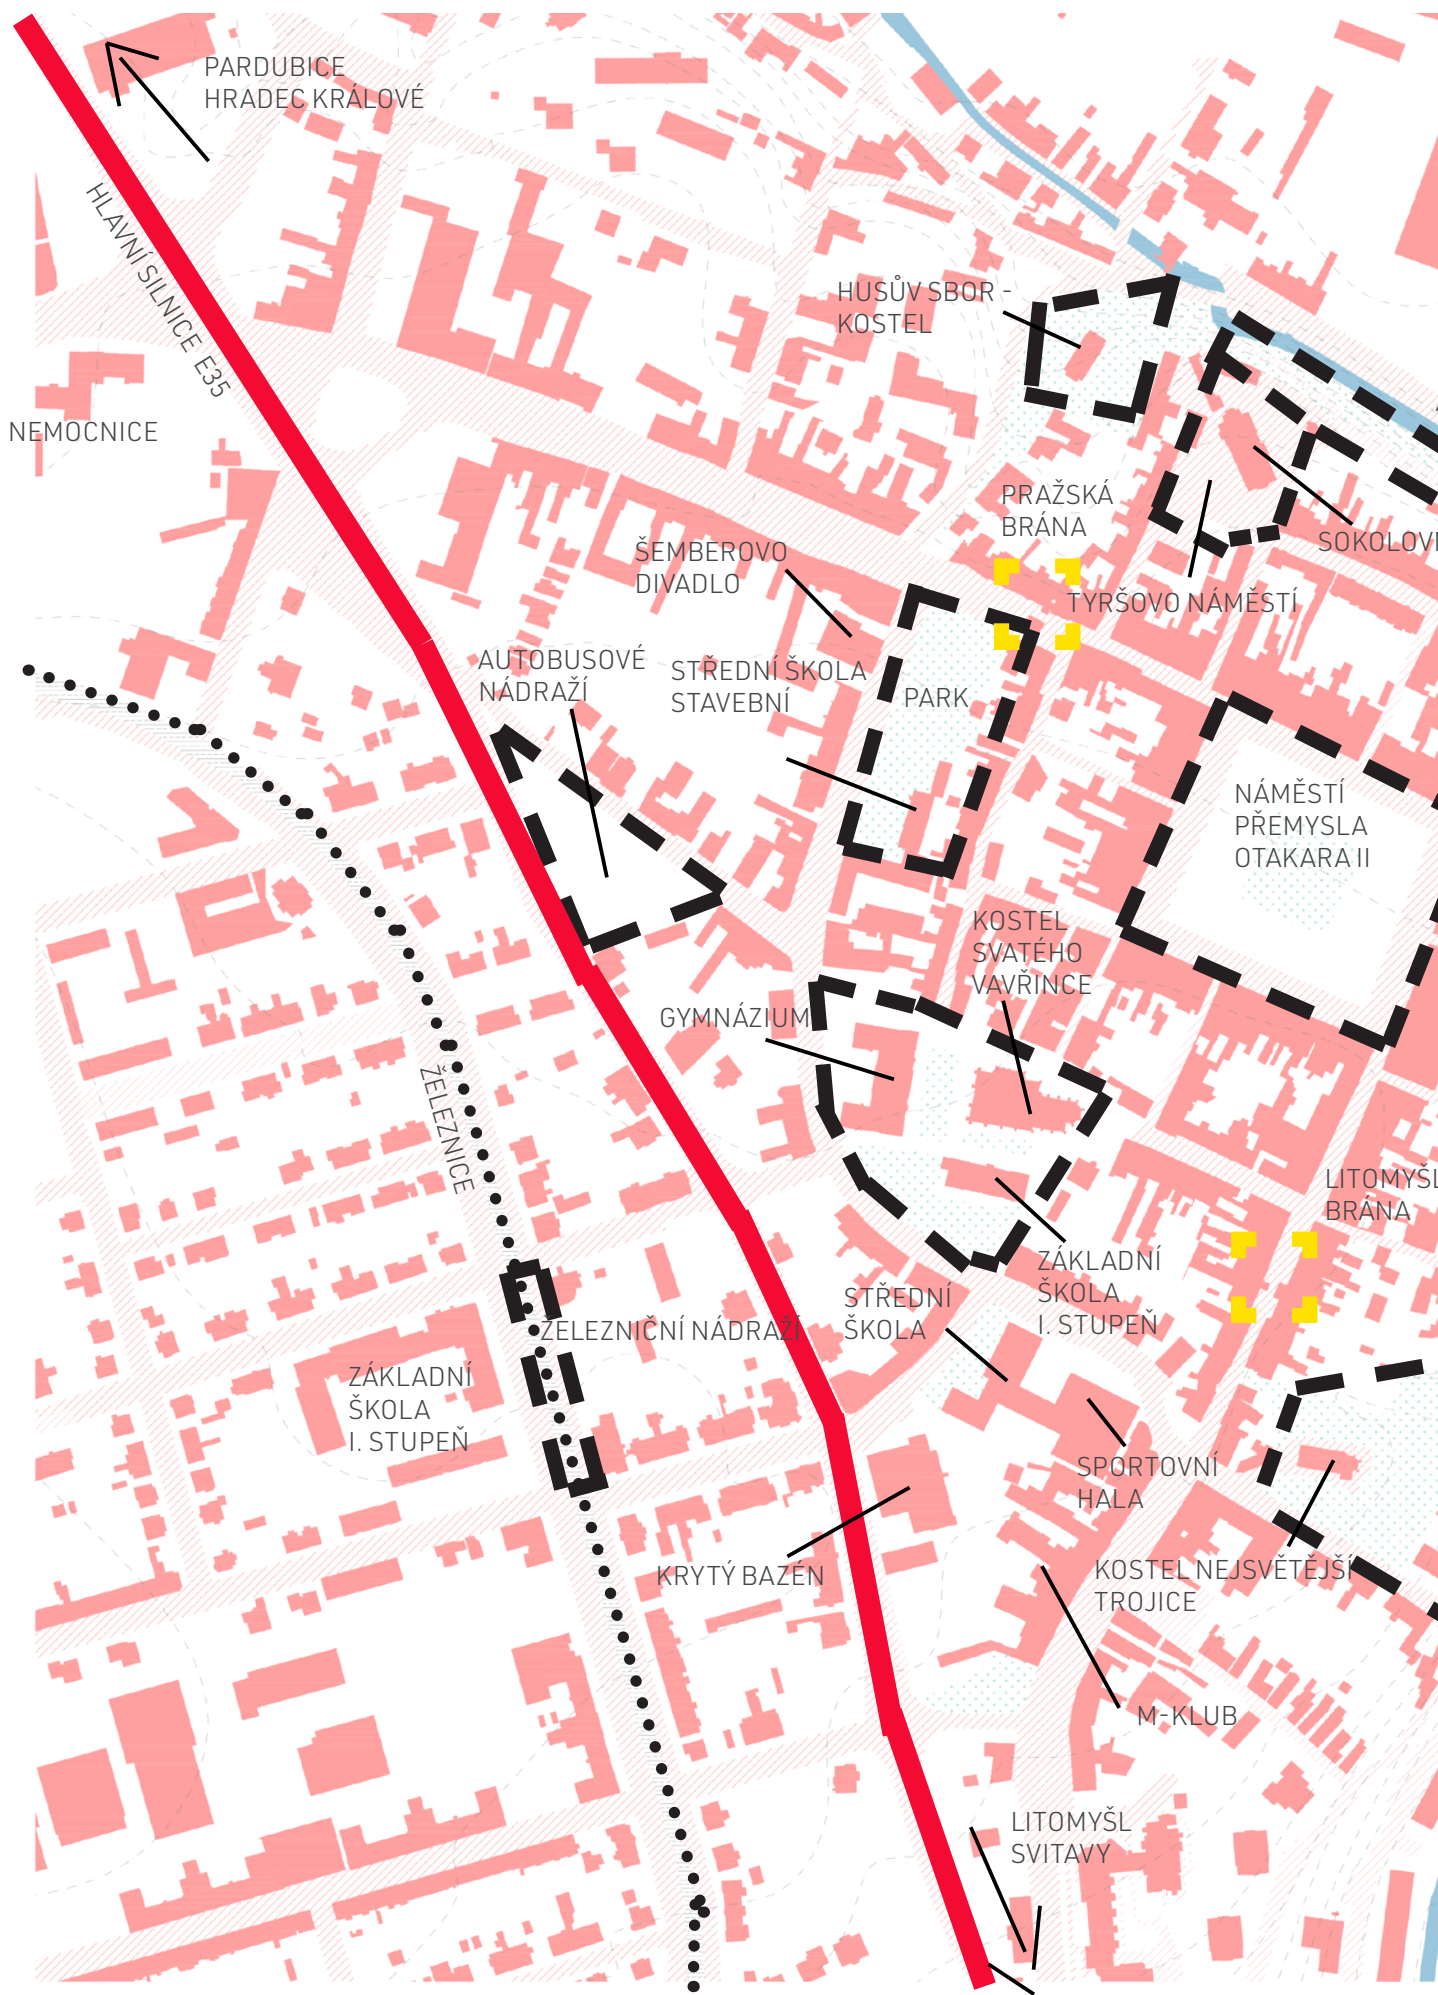 PARDUBICE
HRADEC KRÁLOVÉ
HLAVNÍ SILNICE E35
HUSŮV SBOR -
KOSTEL
NEMOCNICE
PRAŽSKÁ
BRÁNA
SOKOLOV
ŠEMBEROVO
DIVADLO
TYRŠOVO NÁMĚSTÍ
AUTOBUSOVÉ
NÁDRAŽÍ
STŘEDNÍ ŠKOLA
STAVEBNÍ
PARK
NÁMĚSTÍ
PŘEMYSLA
OTAKARA II
KOSTEL
SVATÉHO
VAVŘINCE
GYMNÁZIUM
ŽELEZNICE
LITOMYŠL
BRÁNA
ZÁKLADNÍ
ŠKOLA
I. STUPEŇ
STŘEDNÍ
ŠKOLA
ŽELEZNIČNÍ NÁDRAŽÍ
ZÁKLADNÍ
ŠKOLA
I. STUPEŇ
SPORTOVNÍ
HALA
KRYTÝ BAZÉN
KOSTEL NEJSVĚTĚJŠÍ
TROJICE
M-KLUB
LITOMYŠL
SVITAVY